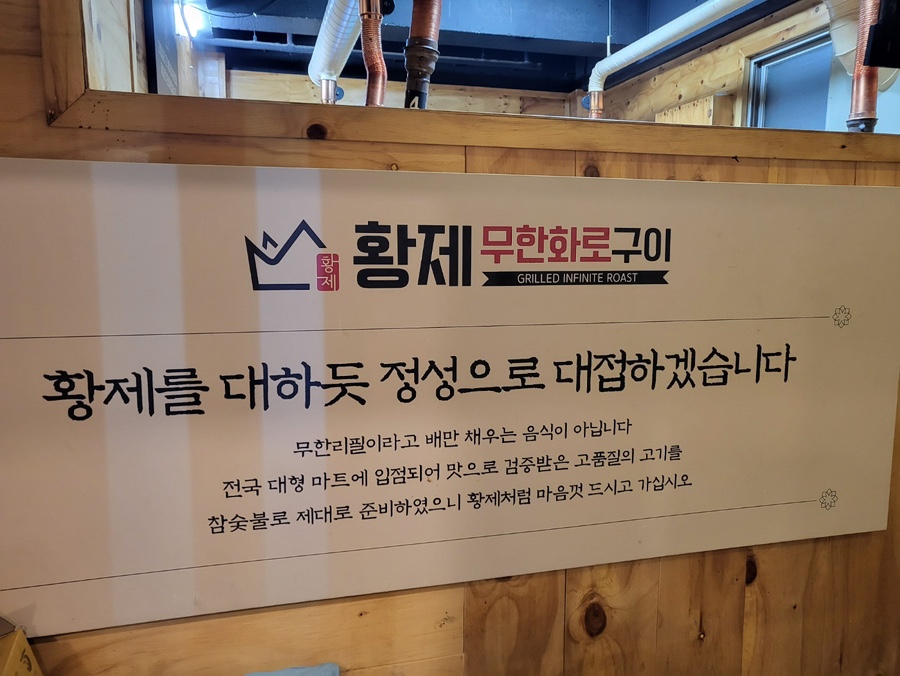 황제
황제 무한화로구이
GRILLED INFINITE ROAST
황제를 대하듯 정성으로 대접하겠습니다
무한리필이라고 배만 채우는 음식이 아닙니다
전국 대형 마트에 입점되어 맛으로 검증받은 고품질의 고기를
참숯불로 제대로 준비하였으니 황제처럼 마음껏 드시고 가십시오
4